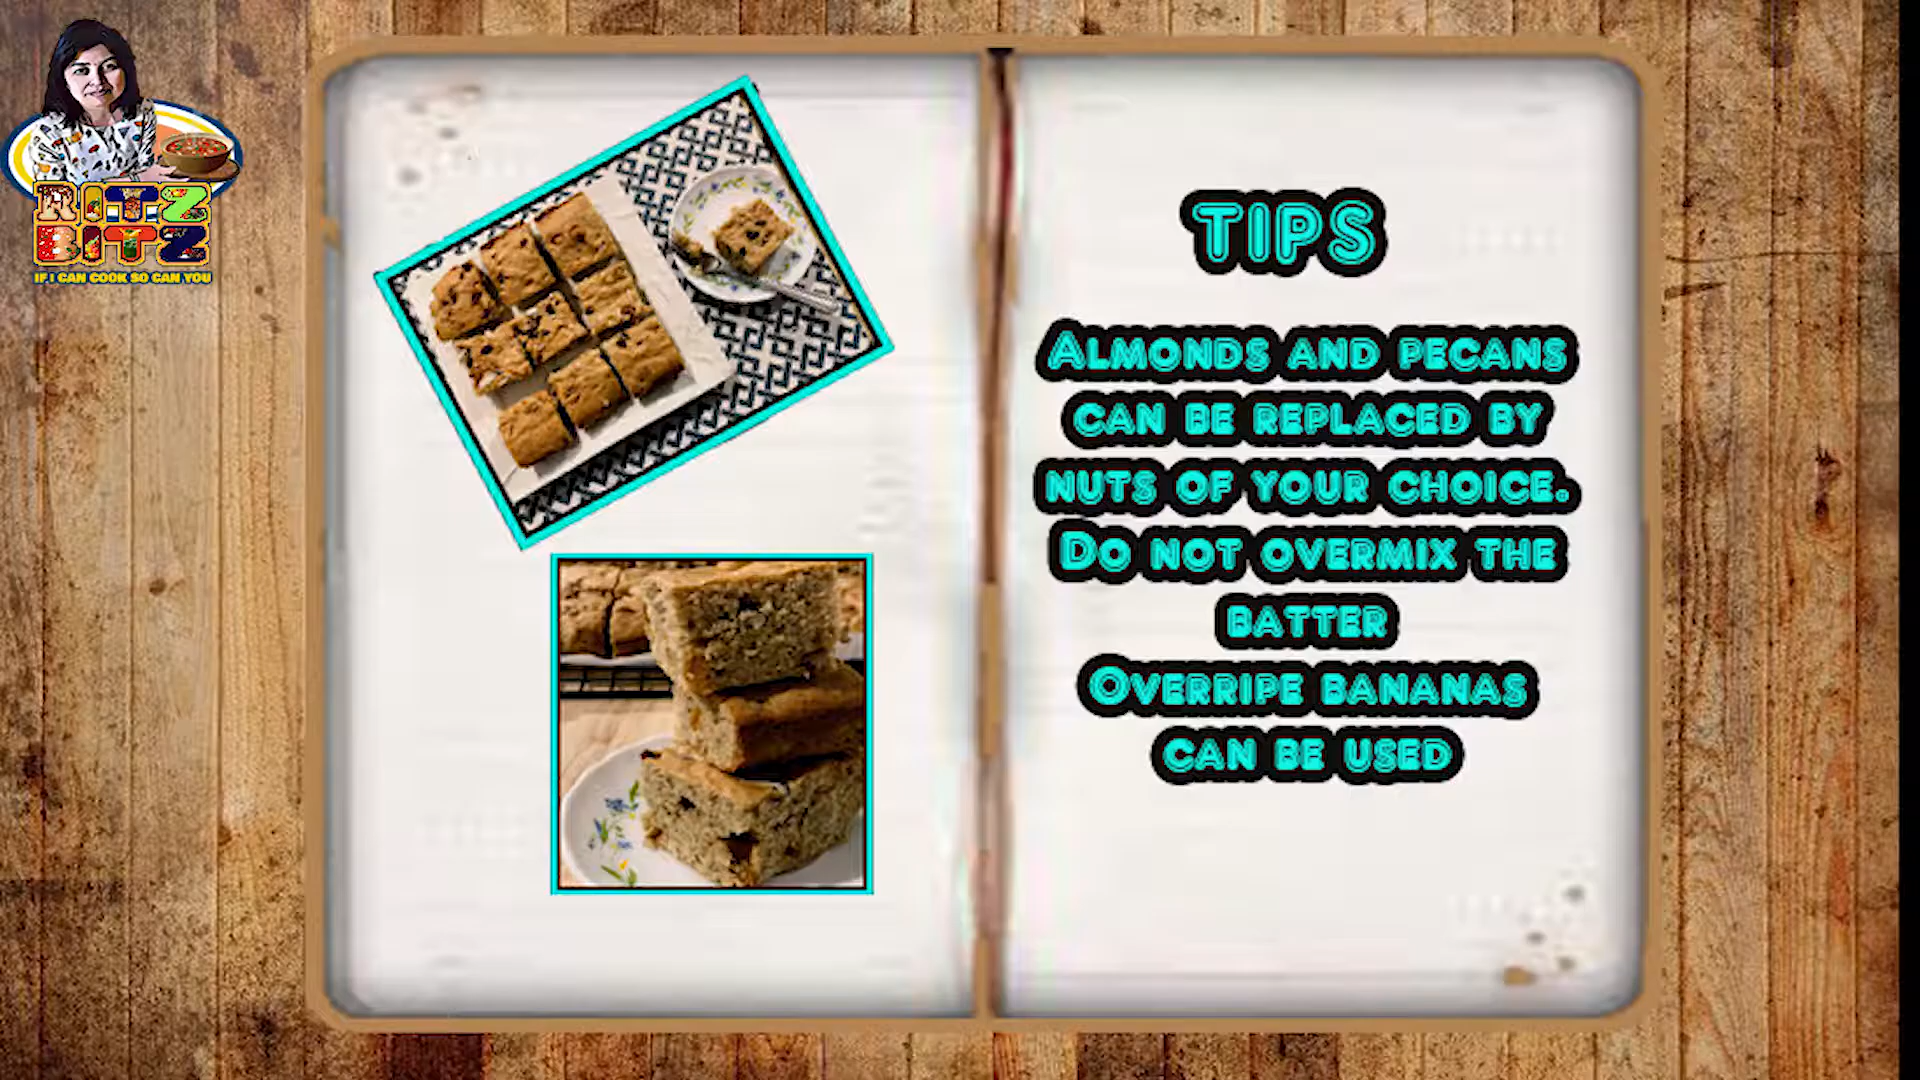 RITZ
BITZ
IF I CAN COOK SO CAN YOU
TIPS
ALMONDS AND PECANS
CAN BE REPLACED BY
NUTS OF YOUR CHOICE.
DO NOT OVERMIX THE
BATTER
OVERRIPE BANANAS
CAN BE USED